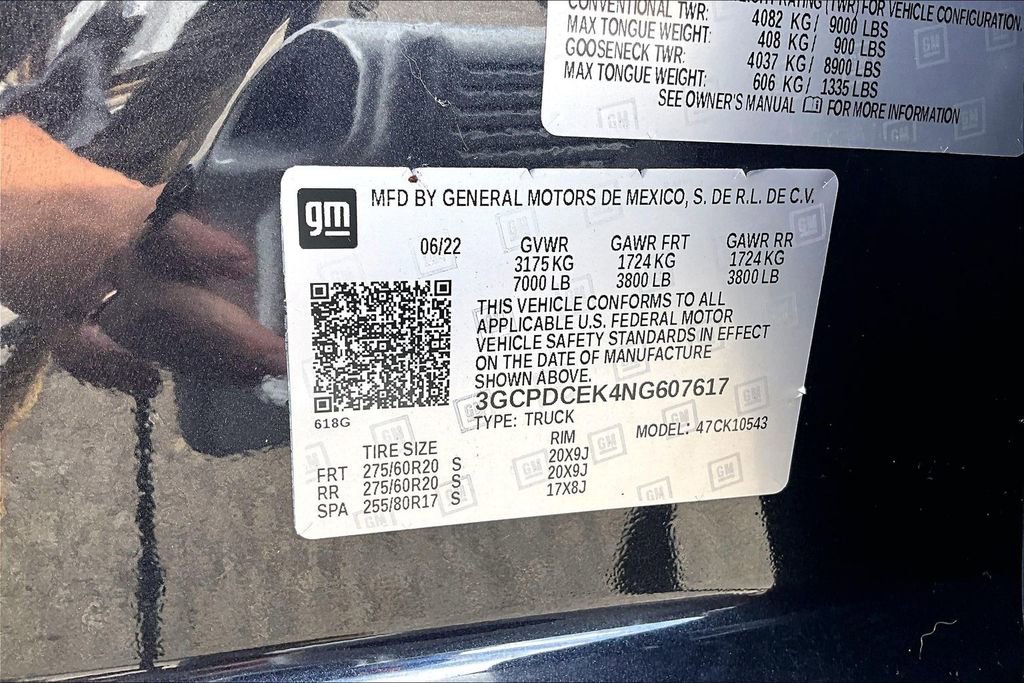 RATING (TWR) FOR VEHICLE CONFIGURATION.
CONVENTIONAL TWR: 4082 KG/ 9000 LBS
MAX TONGUE WEIGHT: 408 KG/ 900 LBS
GOOSENECK TWR: 4037 KG/ 8900 LBS
MAX TONGUE WEIGHT: 606 KG/ 1335 LBS
SEE OWNER'S MANUAL FOR MORE INFORMATION
gm MFD BY GENERAL MOTORS DE MEXICO, S. DE R.L. DE C.V.
06/22 GVWR GAWR FRT GAWR RR
3175 KG 1724 KG 1724 KG
7000 LB 3800 LB 3800 LB
THIS VEHICLE CONFORMS TO ALL
APPLICABLE U.S. FEDERAL MOTOR
VEHICLE SAFETY STANDARDS IN EFFECT
ON THE DATE OF MANUFACTURE
SHOWN ABOVE.
3GCPDCEK4NG607617
618G TYPE: TRUCK MODEL: 47CK10543
TIRE SIZE RIM
FRT 275/60R20 S 20X9J
RR 275/60R20 S 20X9J
SPA 255/80R17 S 17X8J